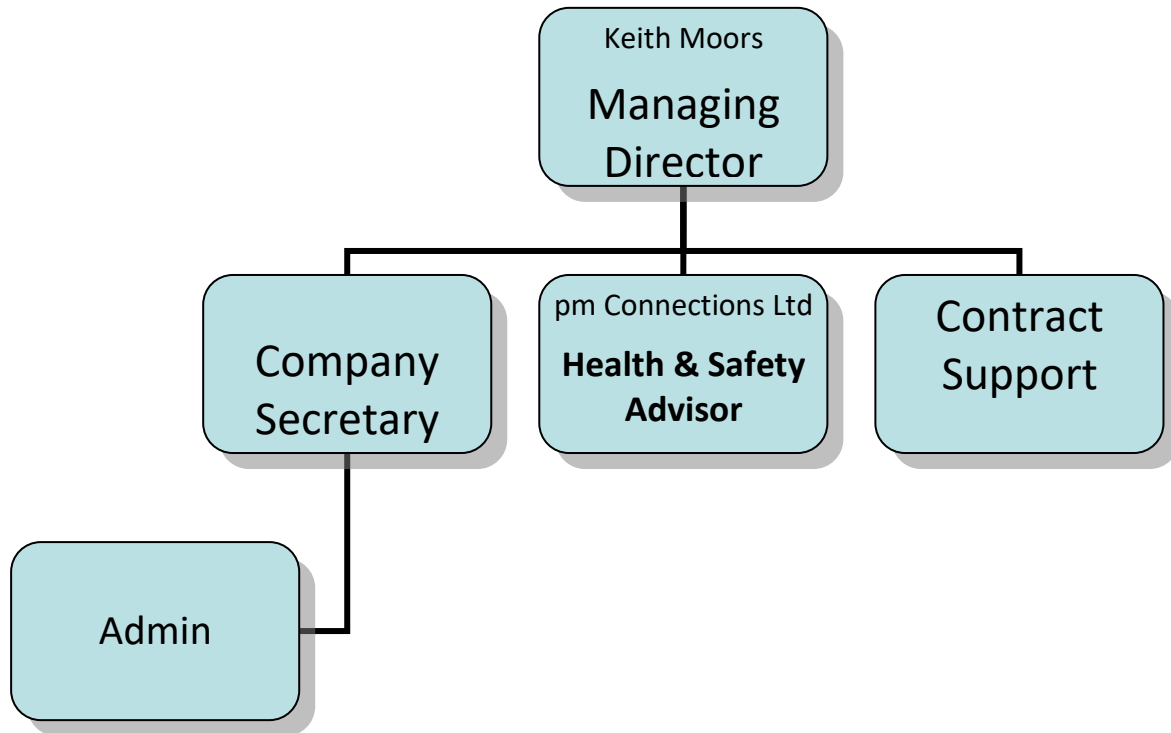 Keith Moors
Managing
Director
Company
Secretary
pm Connections Ltd
Health & Safety
Advisor
Contract
Support
Admin